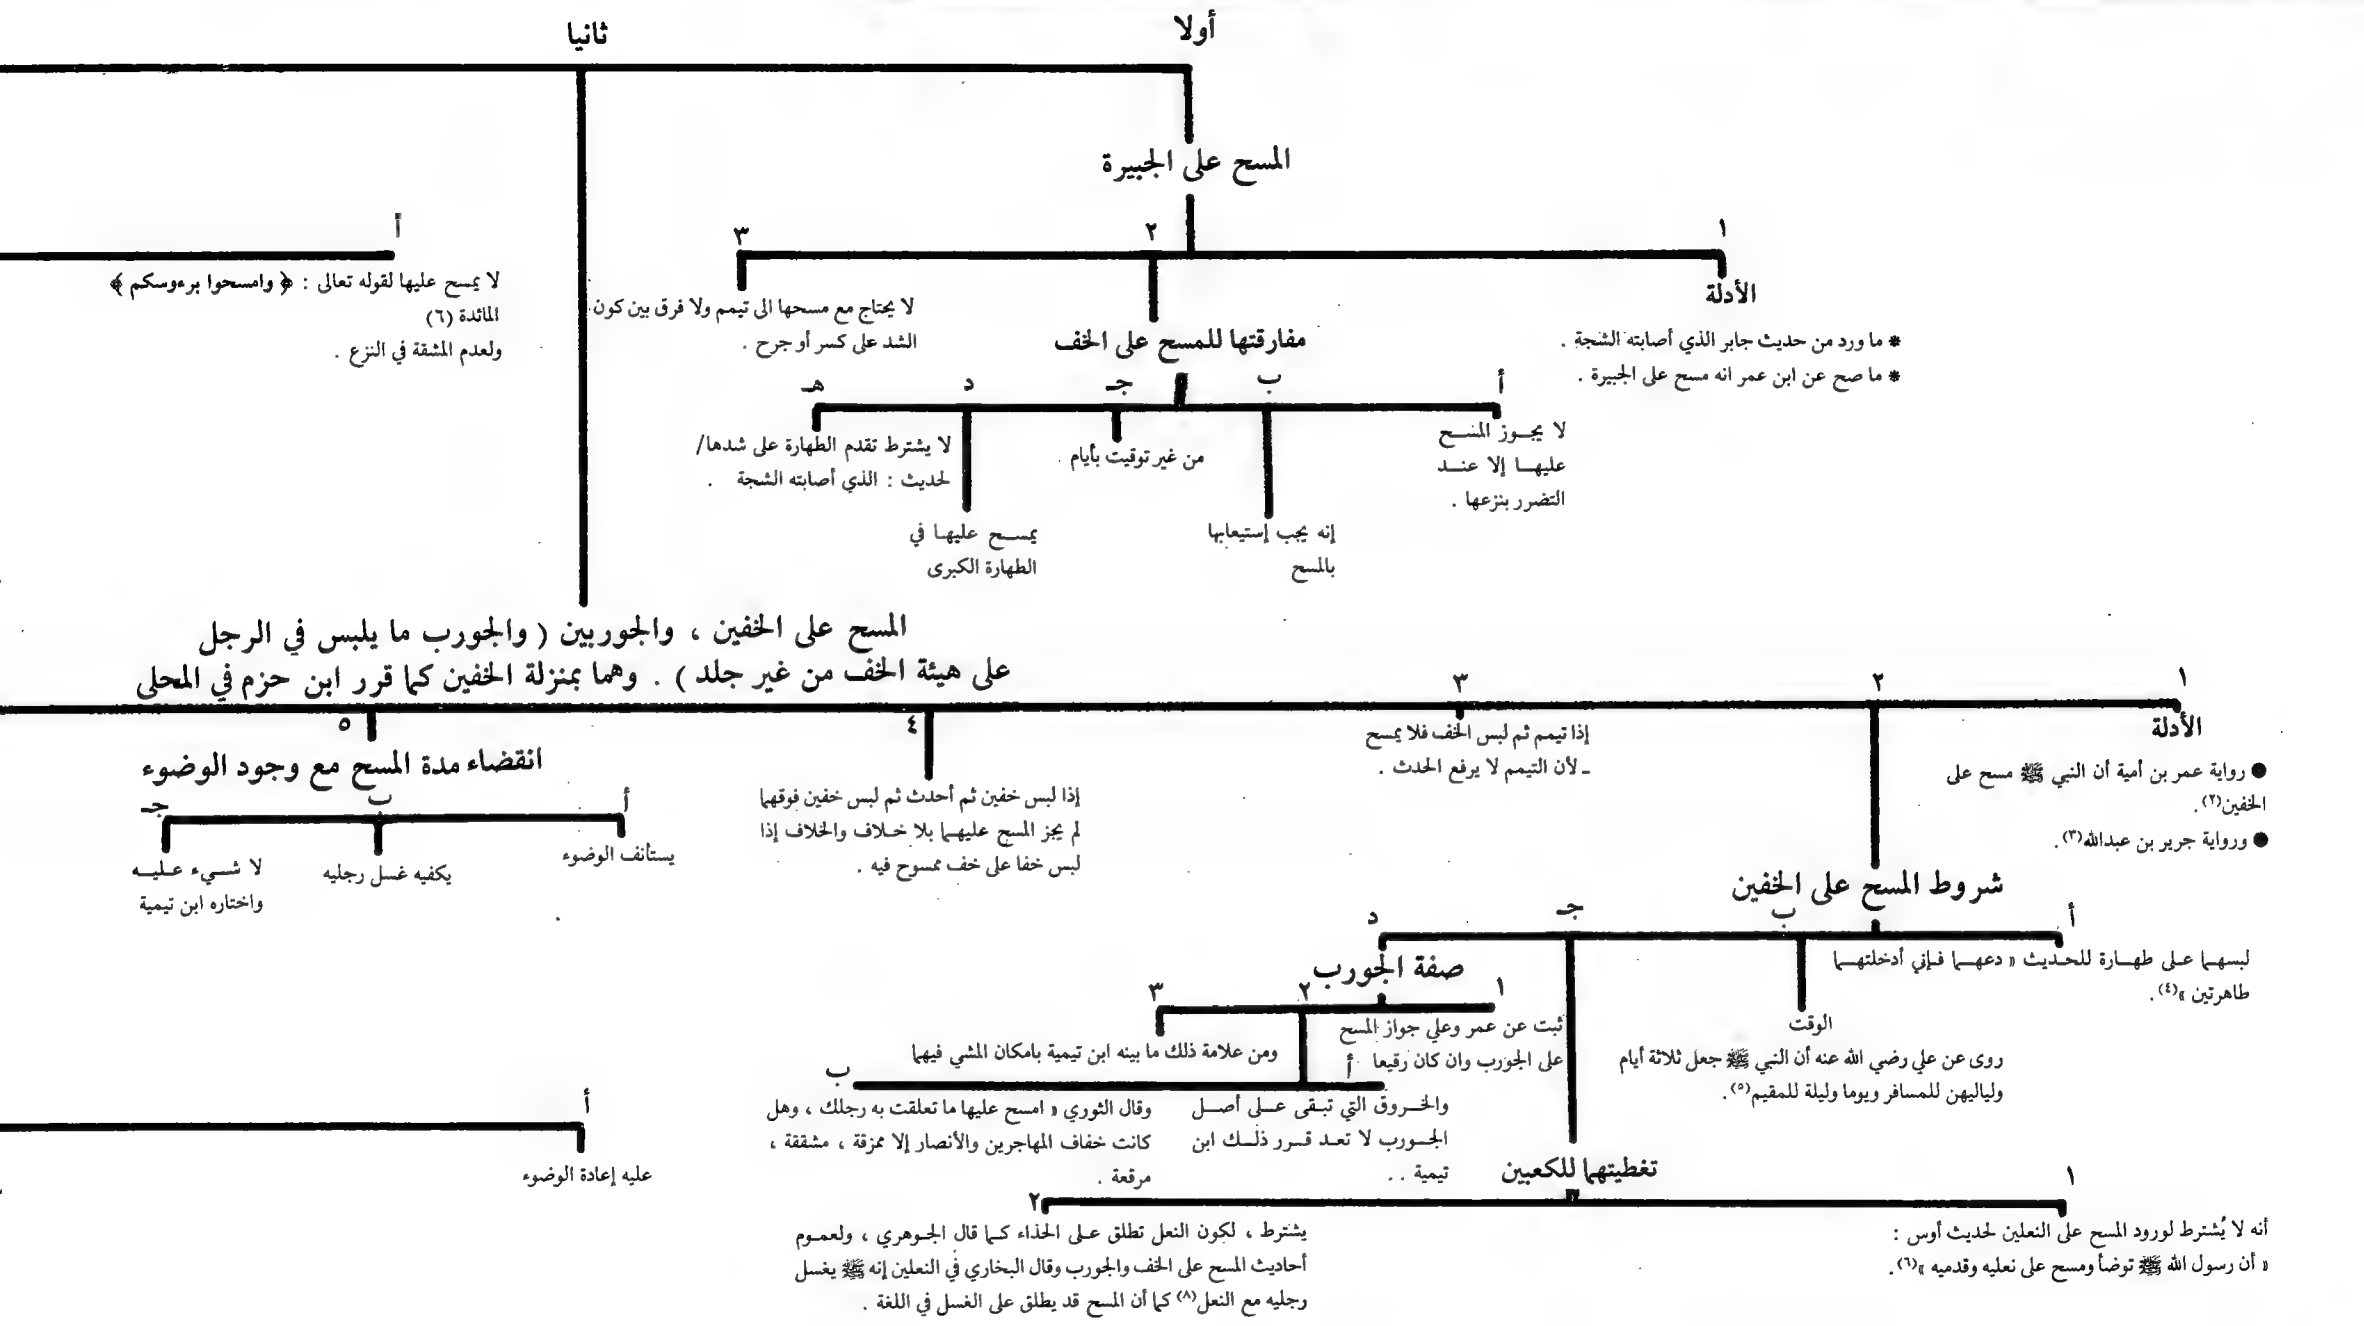 أولا
ثانيا
المسح على الجبيرة
١
الأدلة
* ما ورد من حديث جابر الذي أصابته الشجة .
* ما صح عن ابن عمر انه مسح على الجبيرة .
٢
مفارقتها للمسح على الخف
أ
لا يجوز المسح
عليها إلا عند
التضرر بنزعها .
ب
إنه يجب إستيعابها
بالمسح
جـ
من غير توقيت بأيام
د
يمسح عليها في
الطهارة الكبرى
هـ
لا يشترط تقدم الطهارة على شدها/
لحديث : الذي أصابته الشجة .
٣
لا يحتاج مع مسحها الى تيمم ولا فرق بين كون
الشد على كسر أو جرح .
أ
لا يمسح عليها لقوله تعالى : ﴿ وامسحوا برءوسكم ﴾
المائدة (٦)
ولعدم المشقة في النزع .
المسح على الخفين ، والجوربين ( والجورب ما يلبس في الرجل
على هيئة الخف من غير جلد ) . وهما بمنزلة الخفين كما قرر ابن حزم في المحلى
١
الأدلة
● رواية عمر بن أمية أن النبي ﷺ مسح على
الخفين(٢).
● ورواية جرير بن عبدالله(٣).
٢
شروط المسح على الخفين
أ
لبسهما على طهارة للحديث « دعهما فإني أدخلتهما
طاهرتين »(٤).
ب
الوقت
روى عن علي رضي الله عنه أن النبي ﷺ جعل ثلاثة أيام
ولياليهن للمسافر ويوما وليلة للمقيم(٥).
جـ
تغطيتهما للكعبين
١
أنه لا يُشترط لورود المسح على النعلين لحديث أوس :
« أن رسول الله ﷺ توضأ ومسح على نعليه وقدميه »(٦).
٢
يشترط ، لكون النعل تطلق على الحذاء كما قال الجوهري ، ولعموم
أحاديث المسح على الخف والجورب وقال البخاري في النعلين إنه ﷺ يغسل
رجليه مع النعل(٨) كما أن المسح قد يطلق على الغسل في اللغة .
د
صفة الجورب
١
ثبت عن عمر وعلي جواز المسح
على الجورب وان كان رقيعا
٢
أ
والخروق التي تبقى على أصل
الجورب لا تعد قرر ذلك ابن
تيمية . .
ب
وقال الثوري « امسح عليها ما تعلقت به رجلك ، وهل
كانت خفاف المهاجرين والأنصار إلا ممزقة ، مشققة ،
مرقعة .
٣
ومن علامة ذلك ما بينه ابن تيمية بامكان المشي فيهما
٣
إذا تيمم ثم لبس الخف فلا يمسح
ـ لأن التيمم لا يرفع الحدث .
٤
إذا لبس خفين ثم أحدث ثم لبس خفين فوقهما
لم يجز المسح عليهما بلا خلاف والخلاف إذا
لبس خفا على خف ممسوح فيه .
٥
انقضاء مدة المسح مع وجود الوضوء
أ
يستأنف الوضوء
ب
يكفيه غسل رجليه
جـ
لا شيء عليه
واختاره ابن تيمية
أ
عليه إعادة الوضوء